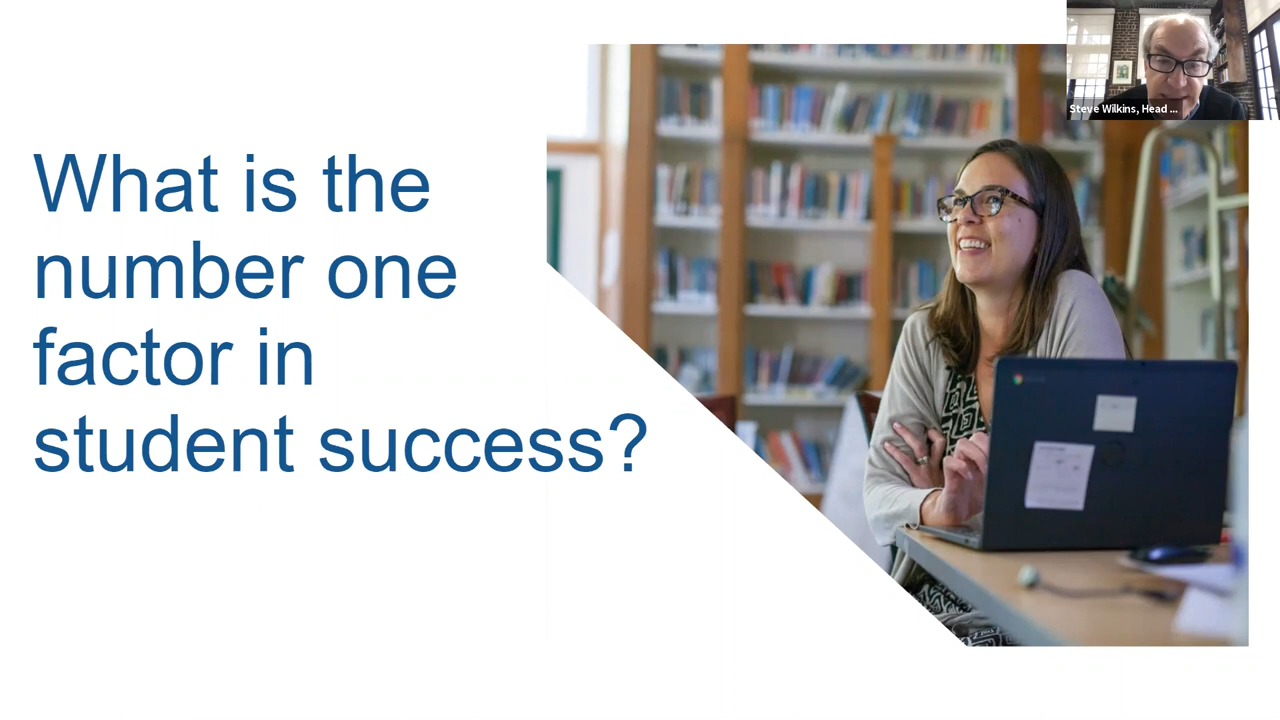 What is the
number one
factor in
student success?
Steve Wilkins, Head ...